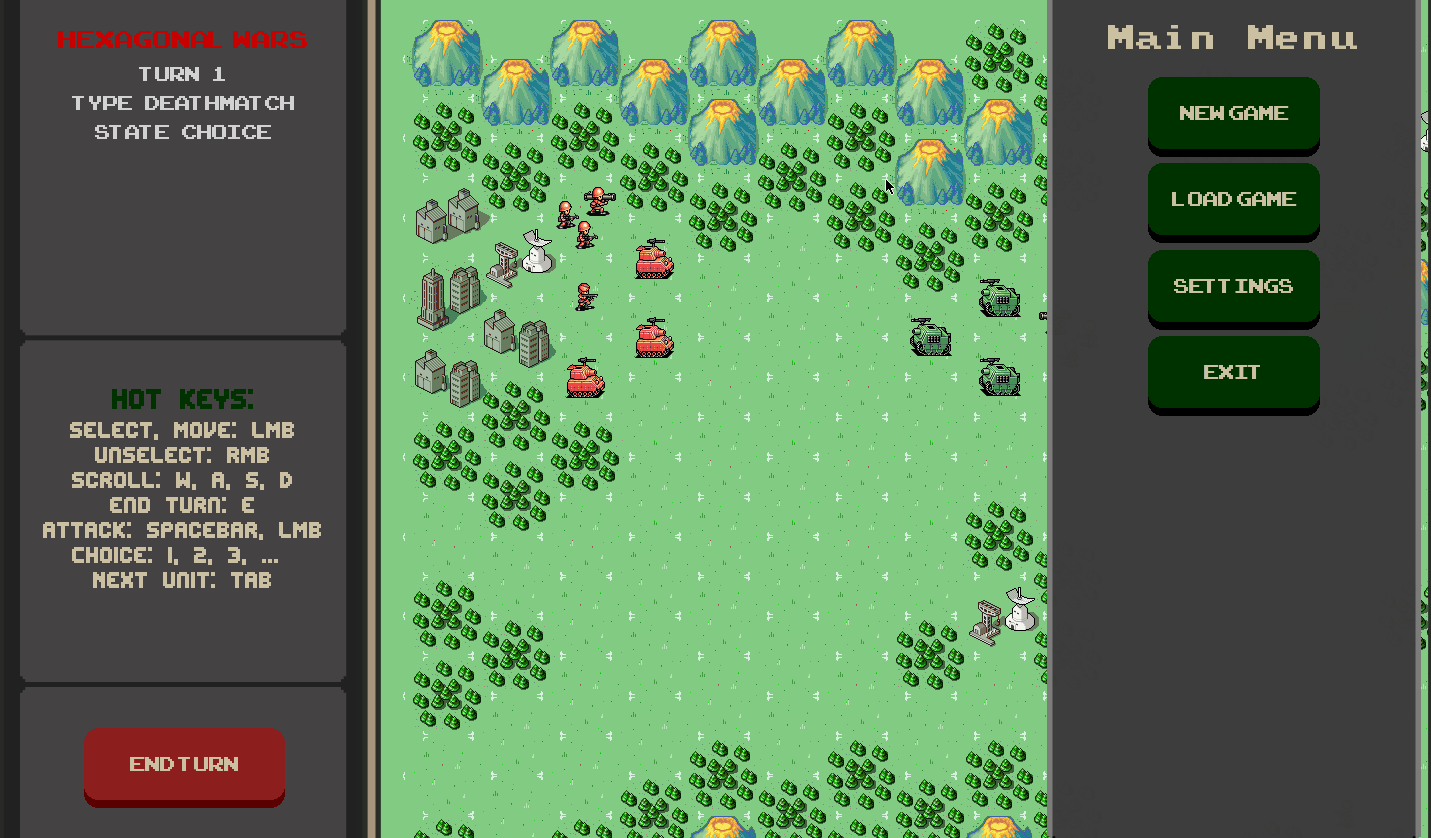 HEXAGONAL WARS
TURN 1
TYPE DEATHMATCH
STATE CHOICE
HOT KEYS:
SELECT, MOVE: LMB
UNSELECT: RMB
SCROLL: W, A, S, D
END TURN: E
ATTACK: SPACEBAR, LMB
CHOICE: 1, 2, 3, ...
NEXT UNIT: TAB
END TURN
Main Menu
NEW GAME
LOAD GAME
SETTINGS
EXIT